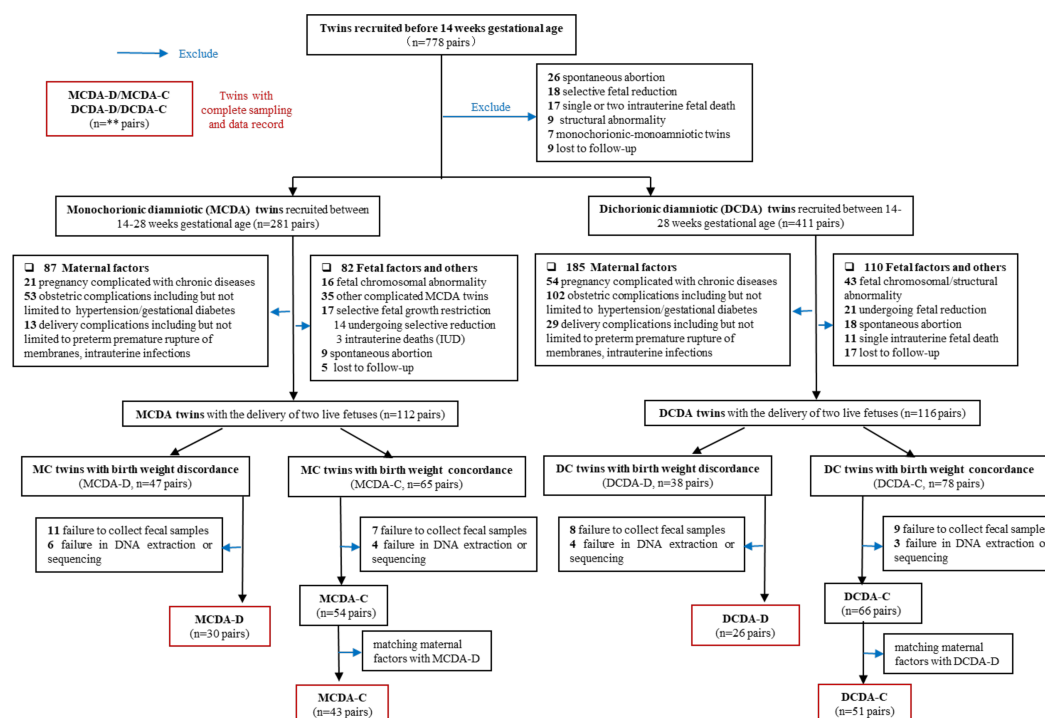 Twins recruited before 14 weeks gestational age
(n=778 pairs)
Exclude
MCDA-D/MCDA-C
DCDA-D/DCDA-C
(n=** pairs)
Twins with
complete sampling
and data record
Exclude
26 spontaneous abortion
18 selective fetal reduction
17 single or two intrauterine fetal death
9 structural abnormality
7 monochorionic-monoamniotic twins
9 lost to follow-up
Monochorionic diamniotic (MCDA) twins recruited between
14-28 weeks gestational age (n=281 pairs)
Dichorionic diamniotic (DCDA) twins recruited between 14-
28 weeks gestational age (n=411 pairs)
❑ 87 Maternal factors
21 pregnancy complicated with chronic diseases
53 obstetric complications including but not
limited to hypertension/gestational diabetes
13 delivery complications including but not
limited to preterm premature rupture of
membranes, intrauterine infections
❑ 82 Fetal factors and others
16 fetal chromosomal abnormality
35 other complicated MCDA twins
17 selective fetal growth restriction
14 undergoing selective reduction
3 intrauterine deaths (IUD)
9 spontaneous abortion
5 lost to follow-up
❑ 185 Maternal factors
54 pregnancy complicated with chronic diseases
102 obstetric complications including but not
limited to hypertension/gestational diabetes
29 delivery complications including but not
limited to preterm premature rupture of
membranes, intrauterine infections
❑ 110 Fetal factors and others
43 fetal chromosomal/structural
abnormality
21 undergoing fetal reduction
18 spontaneous abortion
11 single intrauterine fetal death
17 lost to follow-up
MCDA twins with the delivery of two live fetuses (n=112 pairs)
DCDA twins with the delivery of two live fetuses (n=116 pairs)
MC twins with birth weight discordance
(MCDA-D, n=47 pairs)
MC twins with birth weight concordance
(MCDA-C, n=65 pairs)
DC twins with birth weight discordance
(DCDA-D, n=38 pairs)
DC twins with birth weight concordance
(DCDA-C, n=78 pairs)
11 failure to collect fecal samples
6 failure in DNA extraction or
sequencing
7 failure to collect fecal samples
4 failure in DNA extraction or
sequencing
8 failure to collect fecal samples
4 failure in DNA extraction or
sequencing
9 failure to collect fecal samples
3 failure in DNA extraction or
sequencing
MCDA-D
(n=30 pairs)
MCDA-C
(n=54 pairs)
DCDA-D
(n=26 pairs)
DCDA-C
(n=66 pairs)
matching maternal
factors with MCDA-D
matching maternal
factors with DCDA-D
MCDA-C
(n=43 pairs)
DCDA-C
(n=51 pairs)